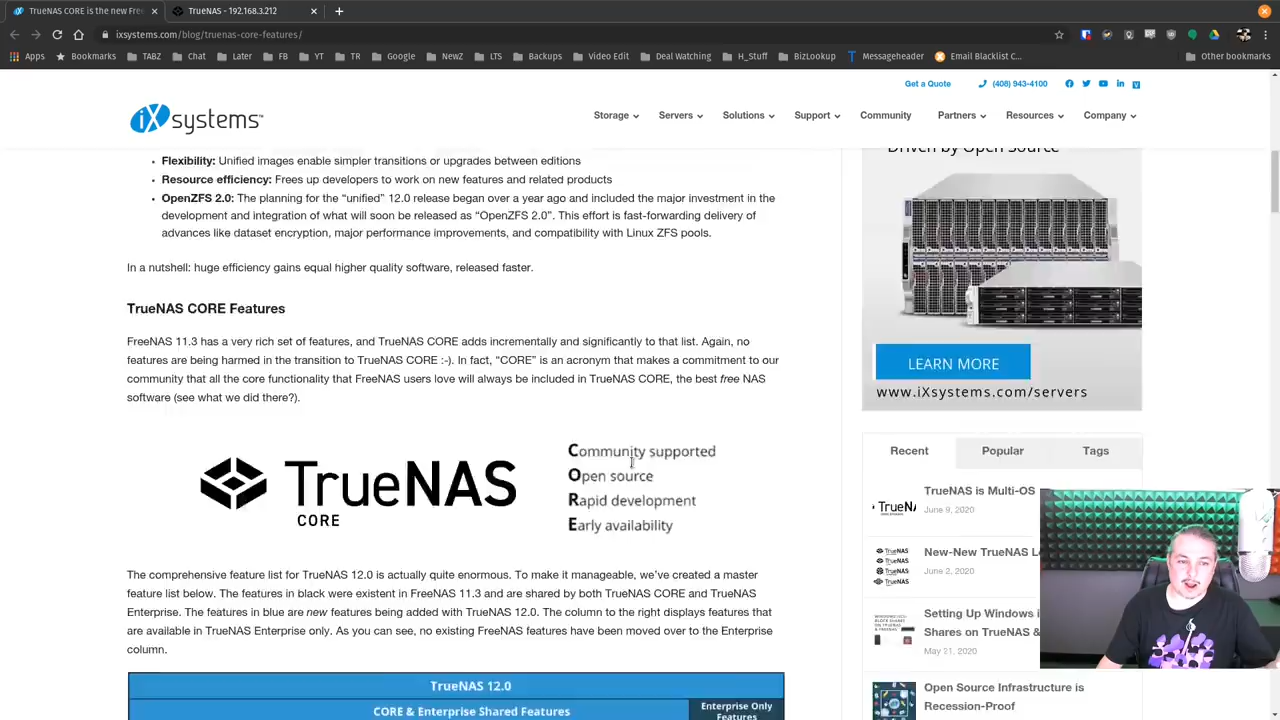 TrueNAS CORE is the new Fre
TrueNAS - 192.168.3.212
ixsystems.com/blog/truenas-core-features/
Apps
Bookmarks
TABZ
Chat
Later
FB
YT
TR
Google
NewZ
LTS
Backups
Video Edit
Deal Watching
H_Stuff
BizLookup
Messageheader
Email Blacklist C...
Other bookmarks
Get a Quote
(408) 943-4100
iXsystems
Storage
Servers
Solutions
Support
Community
Partners
Resources
Company
Flexibility: Unified images enable simpler transitions or upgrades between editions
Resource efficiency: Frees up developers to work on new features and related products
OpenZFS 2.0: The planning for the “unified” 12.0 release began over a year ago and included the major investment in the
development and integration of what will soon be released as “OpenZFS 2.0”. This effort is fast-forwarding delivery of
advances like dataset encryption, major performance improvements, and compatibility with Linux ZFS pools.
In a nutshell: huge efficiency gains equal higher quality software, released faster.
TrueNAS CORE Features
FreeNAS 11.3 has a very rich set of features, and TrueNAS CORE adds incrementally and significantly to that list. Again, no
features are being harmed in the transition to TrueNAS CORE :-). In fact, “CORE” is an acronym that makes a commitment to our
community that all the core functionality that FreeNAS users love will always be included in TrueNAS CORE, the best free NAS
software (see what we did there?).
TrueNAS
CORE
Community supported
Open source
Rapid development
Early availability
The comprehensive feature list for TrueNAS 12.0 is actually quite enormous. To make it manageable, we’ve created a master
feature list below. The features in black were existent in FreeNAS 11.3 and are shared by both TrueNAS CORE and TrueNAS
Enterprise. The features in blue are new features being added with TrueNAS 12.0. The column to the right displays features that
are available in TrueNAS Enterprise only. As you can see, no existing FreeNAS features have been moved over to the Enterprise
column.
TrueNAS 12.0
CORE & Enterprise Shared Features
Enterprise Only
Features
Driven by Open Source
LEARN MORE
www.iXsystems.com/servers
Recent
Popular
Tags
TrueNAS is Multi-OS
June 9, 2020
New-New TrueNAS L
June 2, 2020
Setting Up Windows
Shares on TrueNAS &
May 21, 2020
Open Source Infrastructure is
Recession-Proof